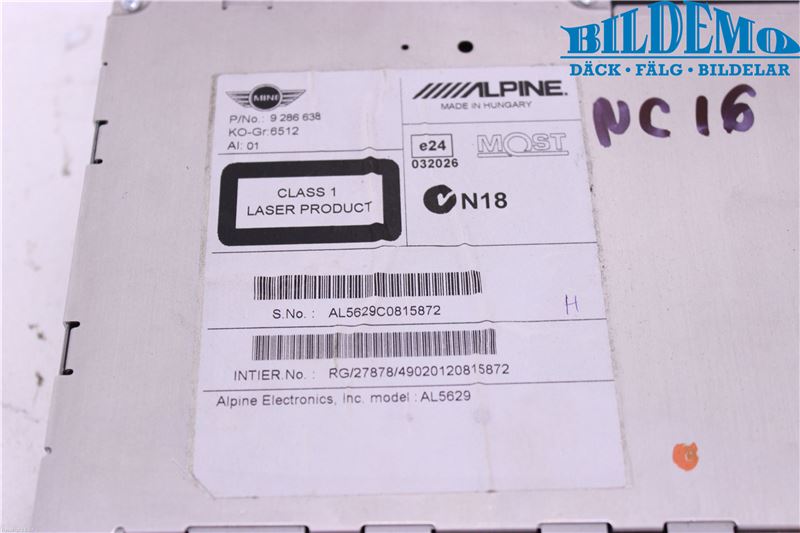 BILDEMO
DÄCK • FÄLG • BILDELAR
MINI
P/No.: 9 286 638
KO-Gr:6512
AI: 01
ALPINE.
MADE IN HUNGARY
e24
032026
MOST
N18
CLASS 1
LASER PRODUCT
NC 16
S.No.: AL5629C0815872
H
INTIER.No.: RG/27878/49020120815872
Alpine Electronics, Inc. model : AL5629